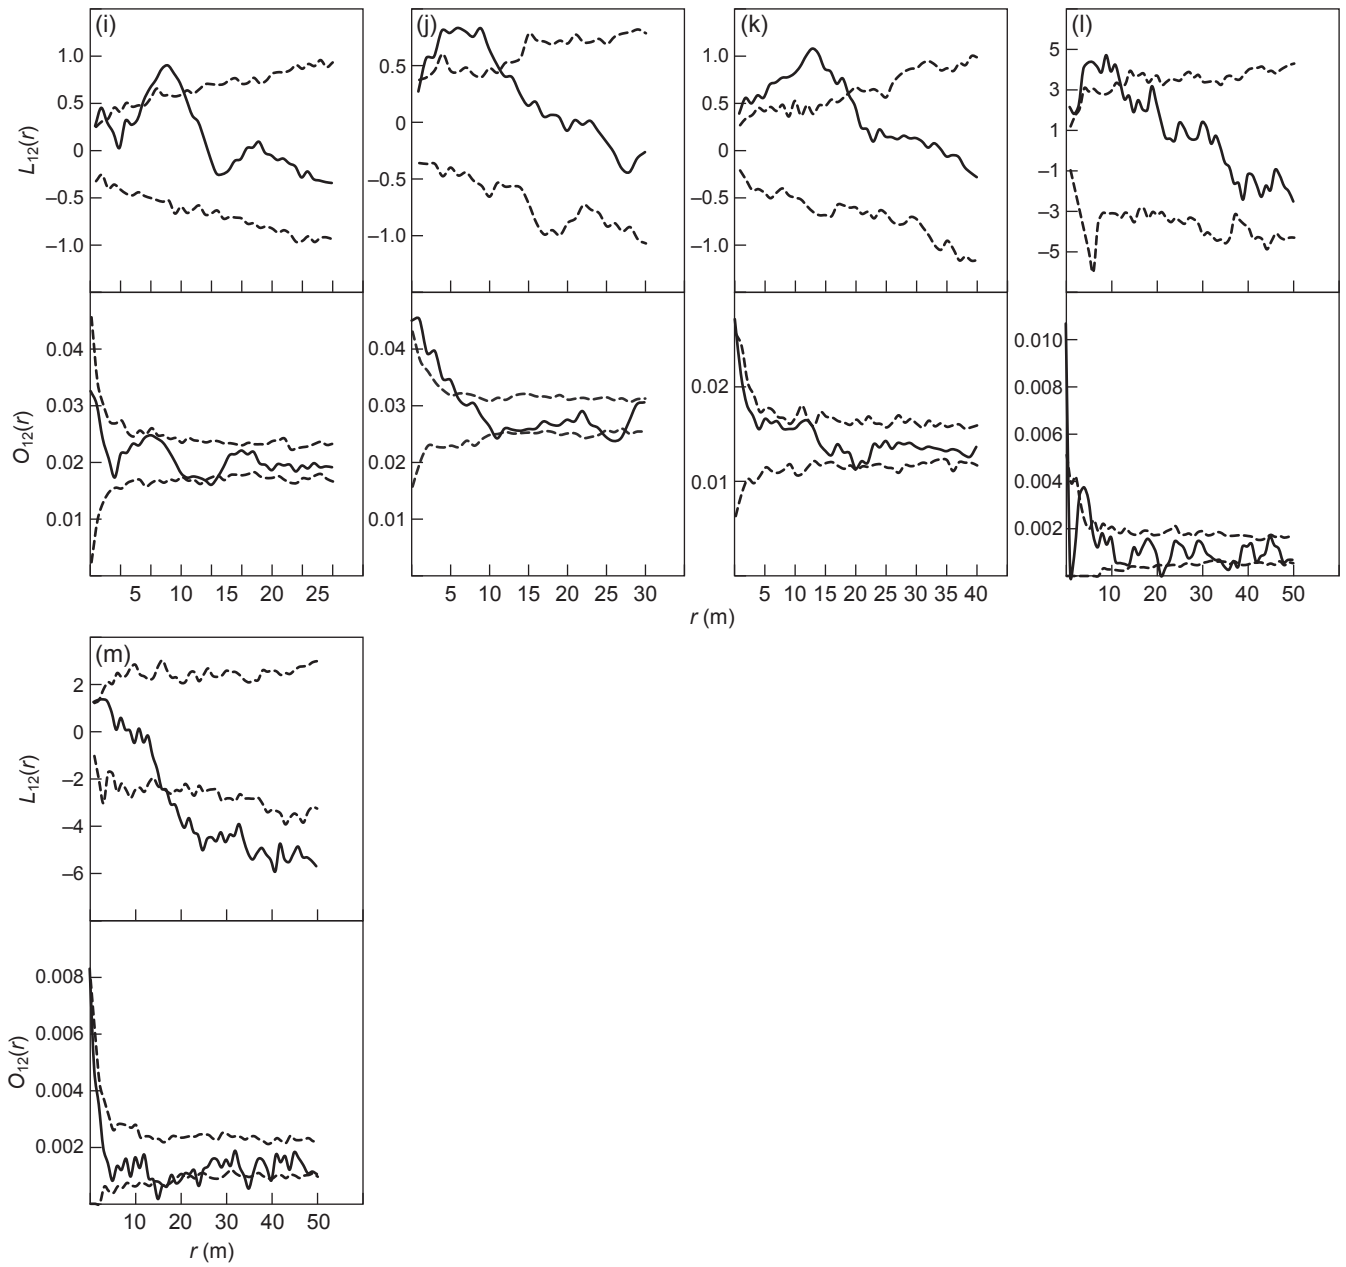 (i) (j) (k) (l)
1.0 0.5 0 –0.5 –1.0
L12(r)
0.5 0 –0.5 –1.0
1.0 0.5 0 –0.5 –1.0
5 3 1 –1 –3 –5
0.04 0.03 0.02 0.01
O12(r)
0.04 0.03 0.02 0.01
0.02 0.01
0.010 0.008 0.006 0.004 0.002
5 10 15 20 25
5 10 15 20 25 30
5 10 15 20 25 30 35 40
10 20 30 40 50
r (m)
(m)
2 0 –2 –4 –6
L12(r)
0.008 0.006 0.004 0.002
O12(r)
10 20 30 40 50
r (m)